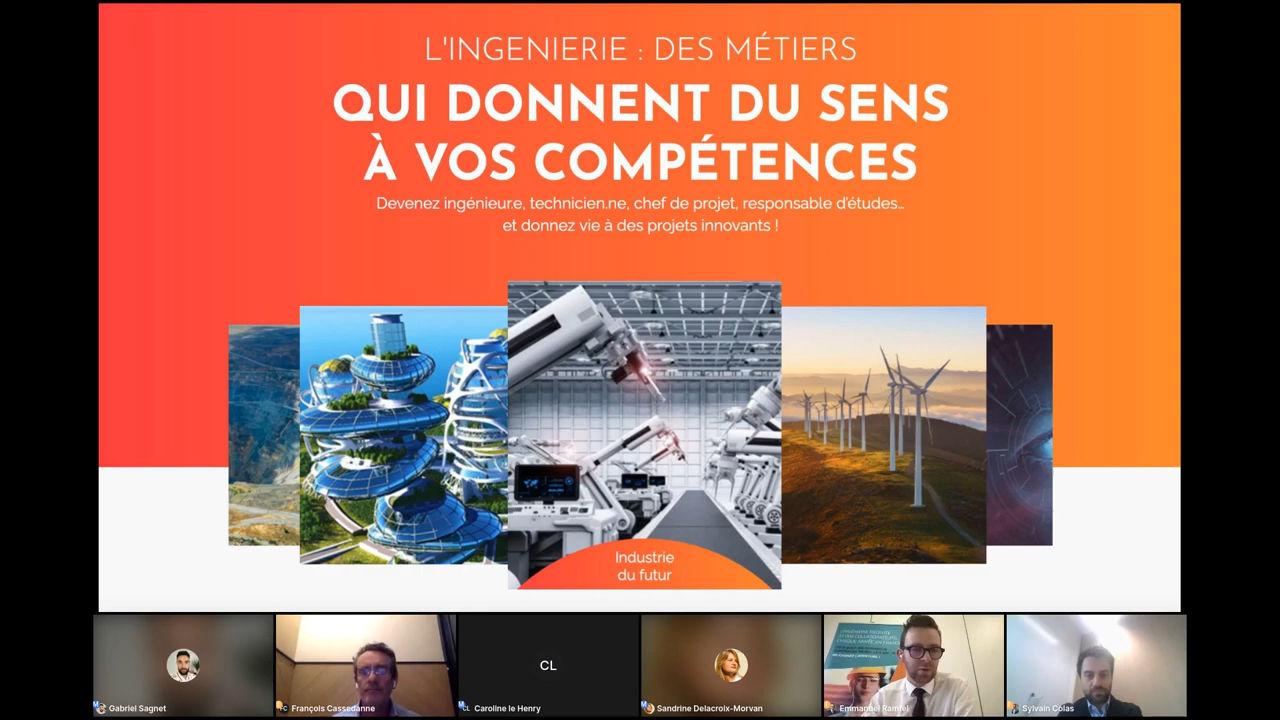 L'INGENIERIE : DES MÉTIERS
QUI DONNENT DU SENS
À VOS COMPÉTENCES
Devenez ingénieur.e, technicien.ne, chef de projet, responsable d'études…
et donnez vie à des projets innovants !
Industrie
du futur
CL
Gabriel Sagnet
FC François Cassedanne
CL Caroline le Henry
Sandrine Delacroix-Morvan
Emmanuel
Sylvain Colas